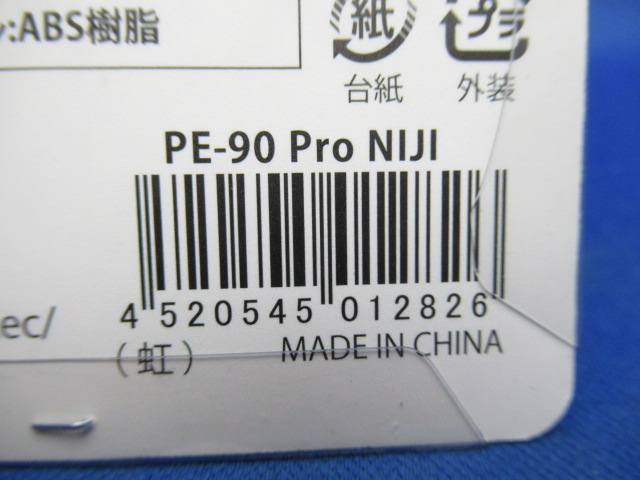 :ABS樹脂
紙
プラ
台紙
外装
PE-90 Pro NIJI
4 520545 012826
ec/
(虹)
MADE IN CHINA